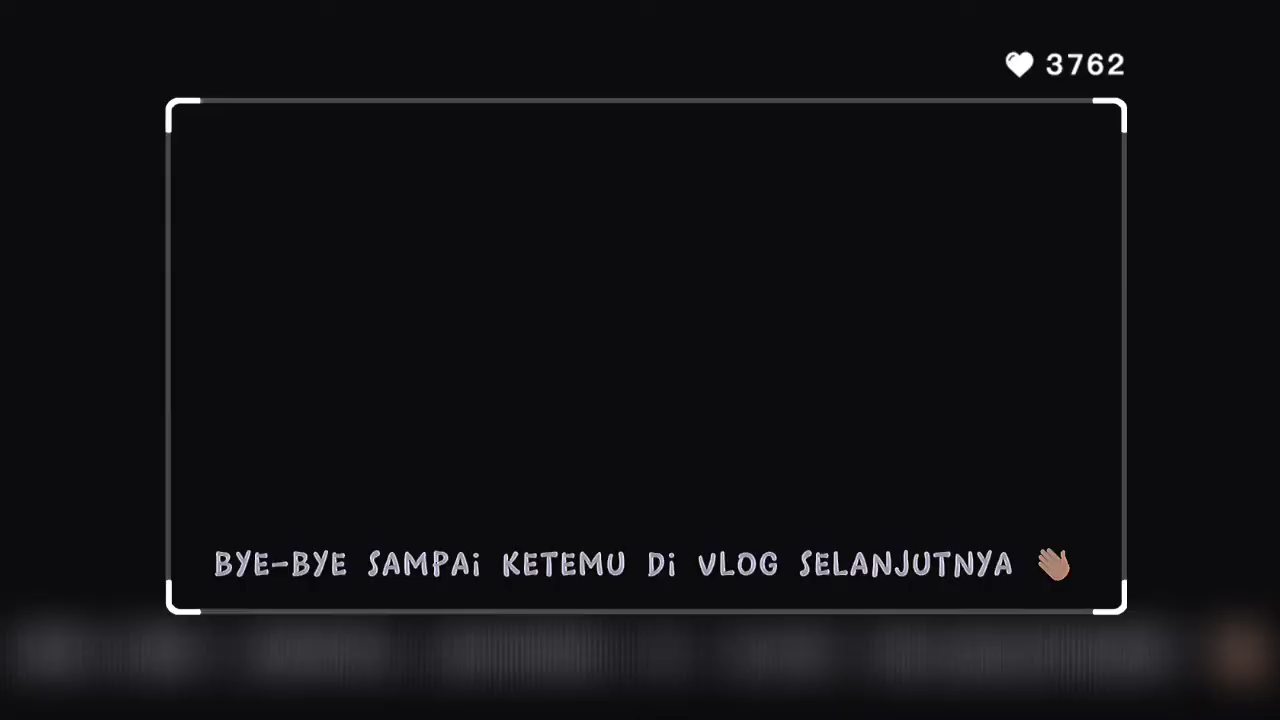 🤍 3762
BYE-BYE SAMPAi KETEMU Di VLOG SELANJUTNYA 👋🏽